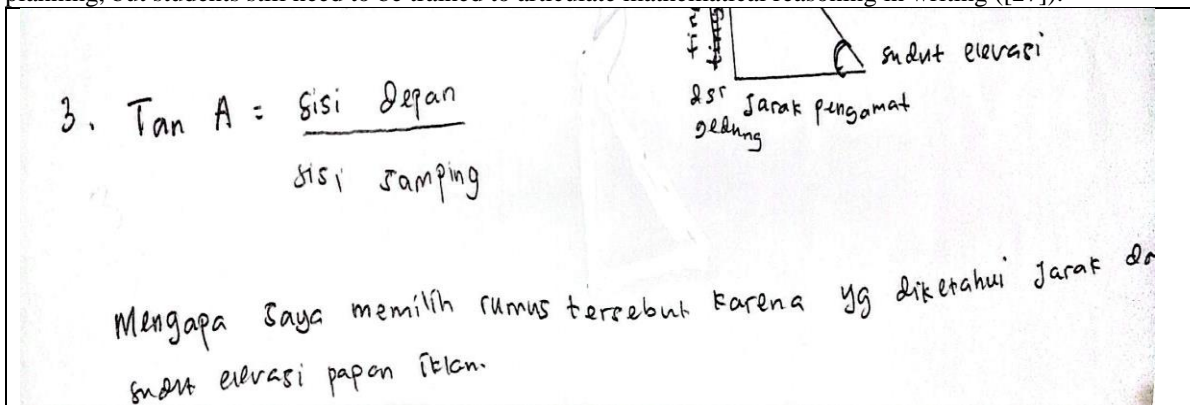 planning, but students still need to be trained to articulate mathematical reasoning in writing ([27]).
sudut elevasi
dsr Jarak pengamat
gedung
3. Tan A = sisi depan
sisi samping
Mengapa saya memilih rumus tersebut karena yg diketahui Jarak da
sudut elevasi papan iklan.